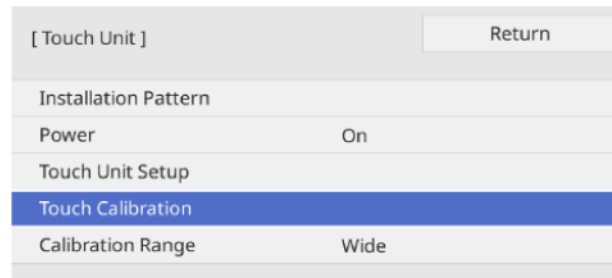 [ Touch Unit ] Return
Installation Pattern
Power On
Touch Unit Setup
Touch Calibration
Calibration Range Wide